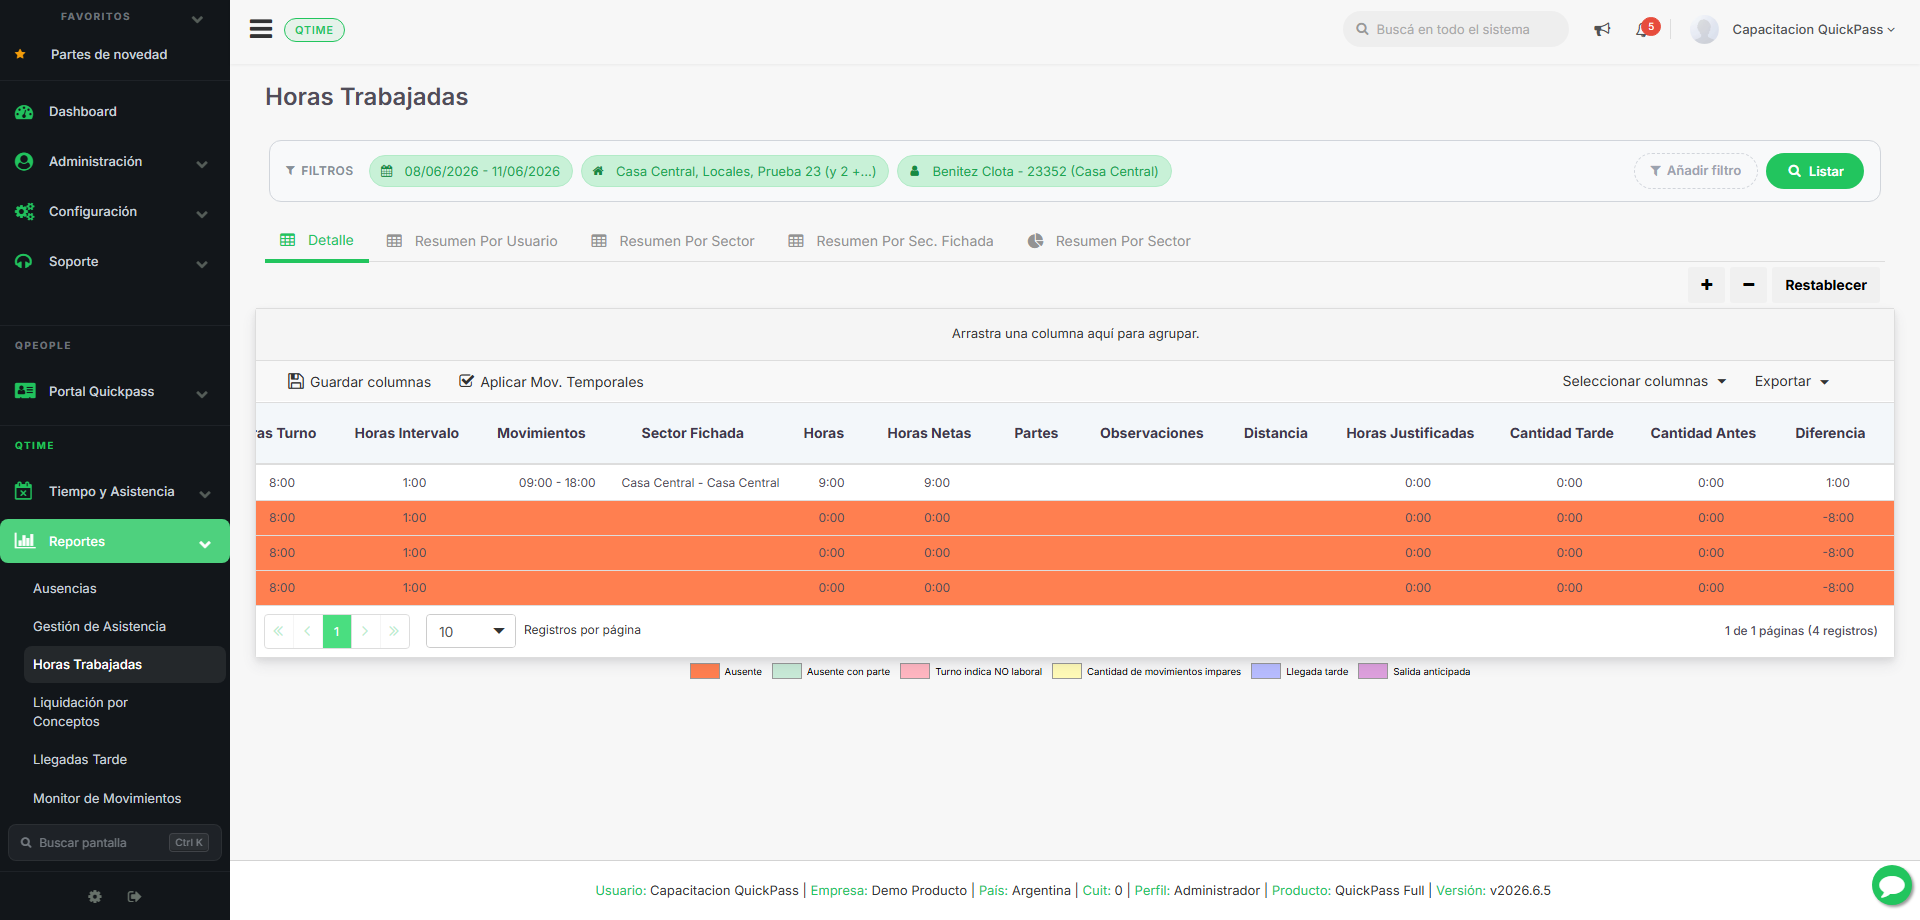 FAVORITOS
Partes de novedad
Dashboard
Administración
Configuración
Soporte
QPEOPLE
Portal Quickpass
QTIME
Tiempo y Asistencia
Reportes
Ausencias
Gestión de Asistencia
Horas Trabajadas
Liquidación por
Conceptos
Llegadas Tarde
Monitor de Movimientos
Buscar pantalla Ctrl K
QTIME
Buscá en todo el sistema
5
Capacitacion QuickPass
Horas Trabajadas
FILTROS 08/06/2026 - 11/06/2026 Casa Central, Locales, Prueba 23 (y 2 +...) Benitez Clota - 23352 (Casa Central) Añadir filtro Listar
Detalle Resumen Por Usuario Resumen Por Sector Resumen Por Sec. Fichada Resumen Por Sector
+ − Restablecer
Arrastra una columna aquí para agrupar.
Guardar columnas Aplicar Mov. Temporales Seleccionar columnas Exportar
as Turno Horas Intervalo Movimientos Sector Fichada Horas Horas Netas Partes Observaciones Distancia Horas Justificadas Cantidad Tarde Cantidad Antes Diferencia
8:00 1:00 09:00 - 18:00 Casa Central - Casa Central 9:00 9:00 0:00 0:00 0:00 1:00
8:00 1:00 0:00 0:00 0:00 0:00 0:00 -8:00
8:00 1:00 0:00 0:00 0:00 0:00 0:00 -8:00
8:00 1:00 0:00 0:00 0:00 0:00 0:00 -8:00
« ‹ 1 › » 10 Registros por página 1 de 1 páginas (4 registros)
Ausente Ausente con parte Turno indica NO laboral Cantidad de movimientos impares Llegada tarde Salida anticipada
Usuario: Capacitacion QuickPass | Empresa: Demo Producto | País: Argentina | Cuit: 0 | Perfil: Administrador | Producto: QuickPass Full | Versión: v2026.6.5